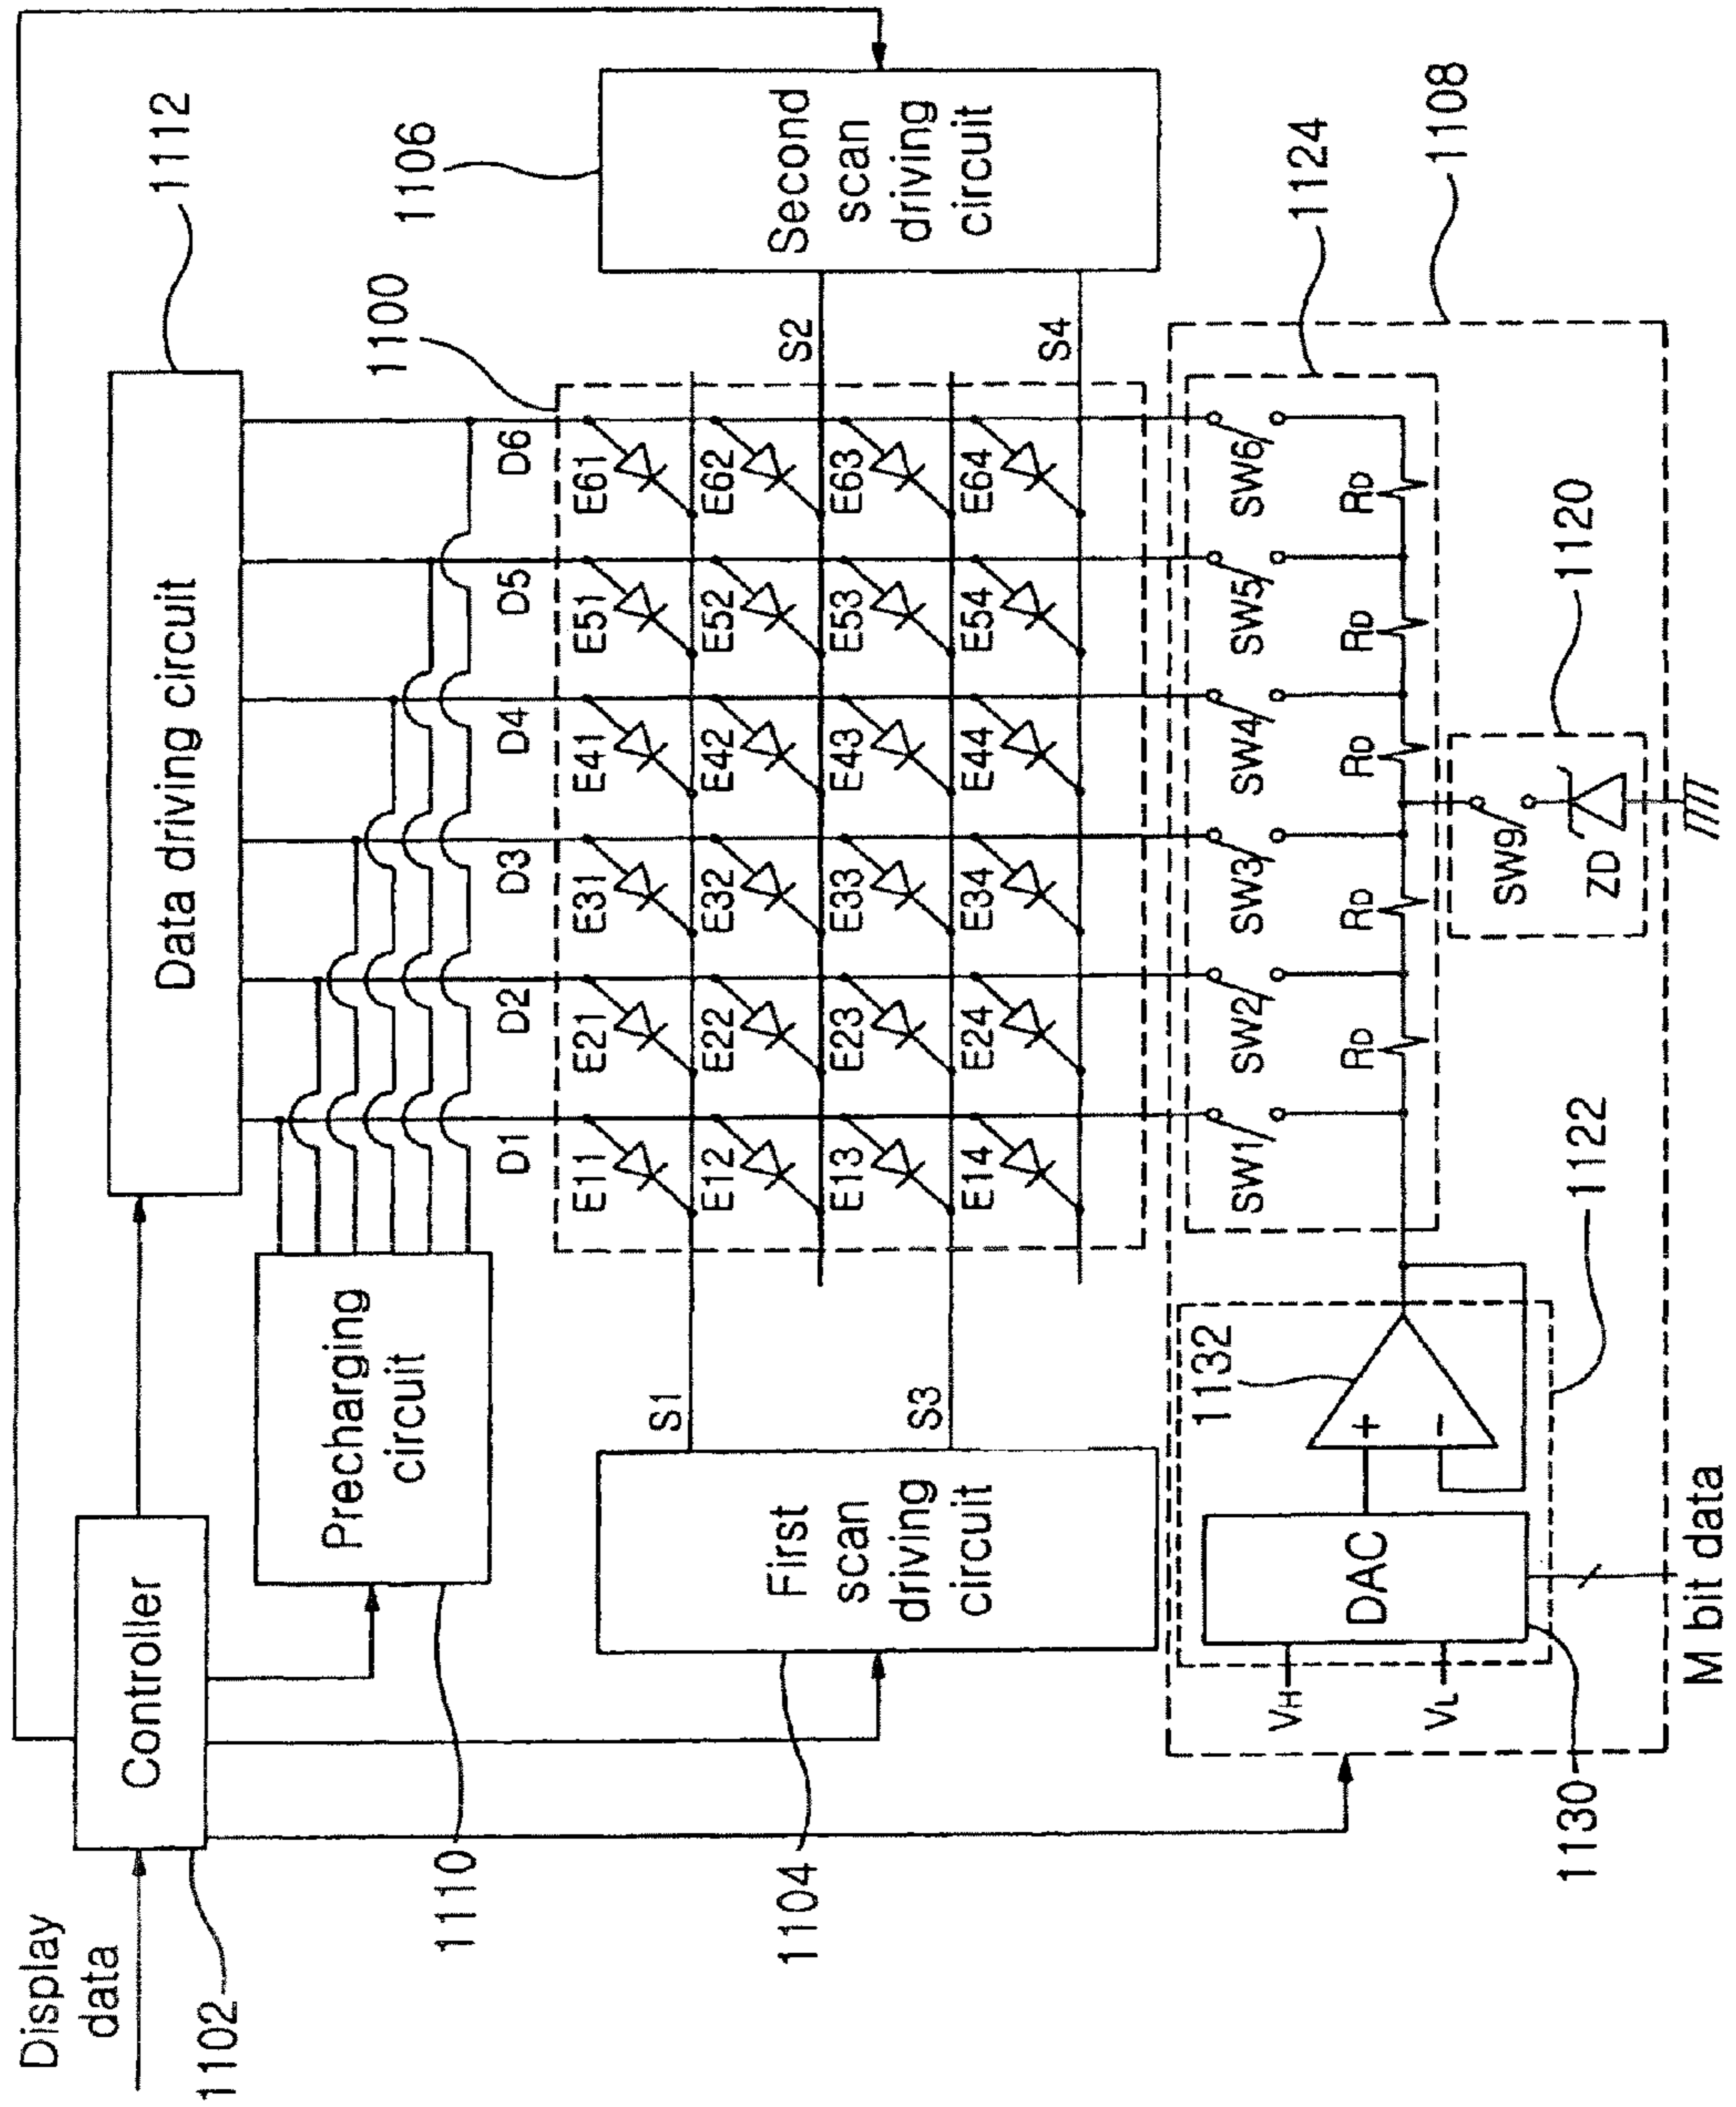 Display
data
1102
Controller
1112
Data driving circuit
1110
Precharging
circuit
1100
1106
D1
D2
D3
D4
D5
D6
1104
First
scan
driving
circuit
S1
S3
E11
E21
E31
E41
E51
E61
E12
E22
E32
E42
E52
E62
E13
E23
E33
E43
E53
E63
E14
E24
E34
E44
E54
E64
S2
S4
Second
scan
driving
circuit
1124
1108
SW1
SW2
SW3
SW4
SW5
SW6
RD
RD
RD
RD
RD
1132
+
−
VH
VL
DAC
1130
M bit data
1122
SW9
ZD
1120